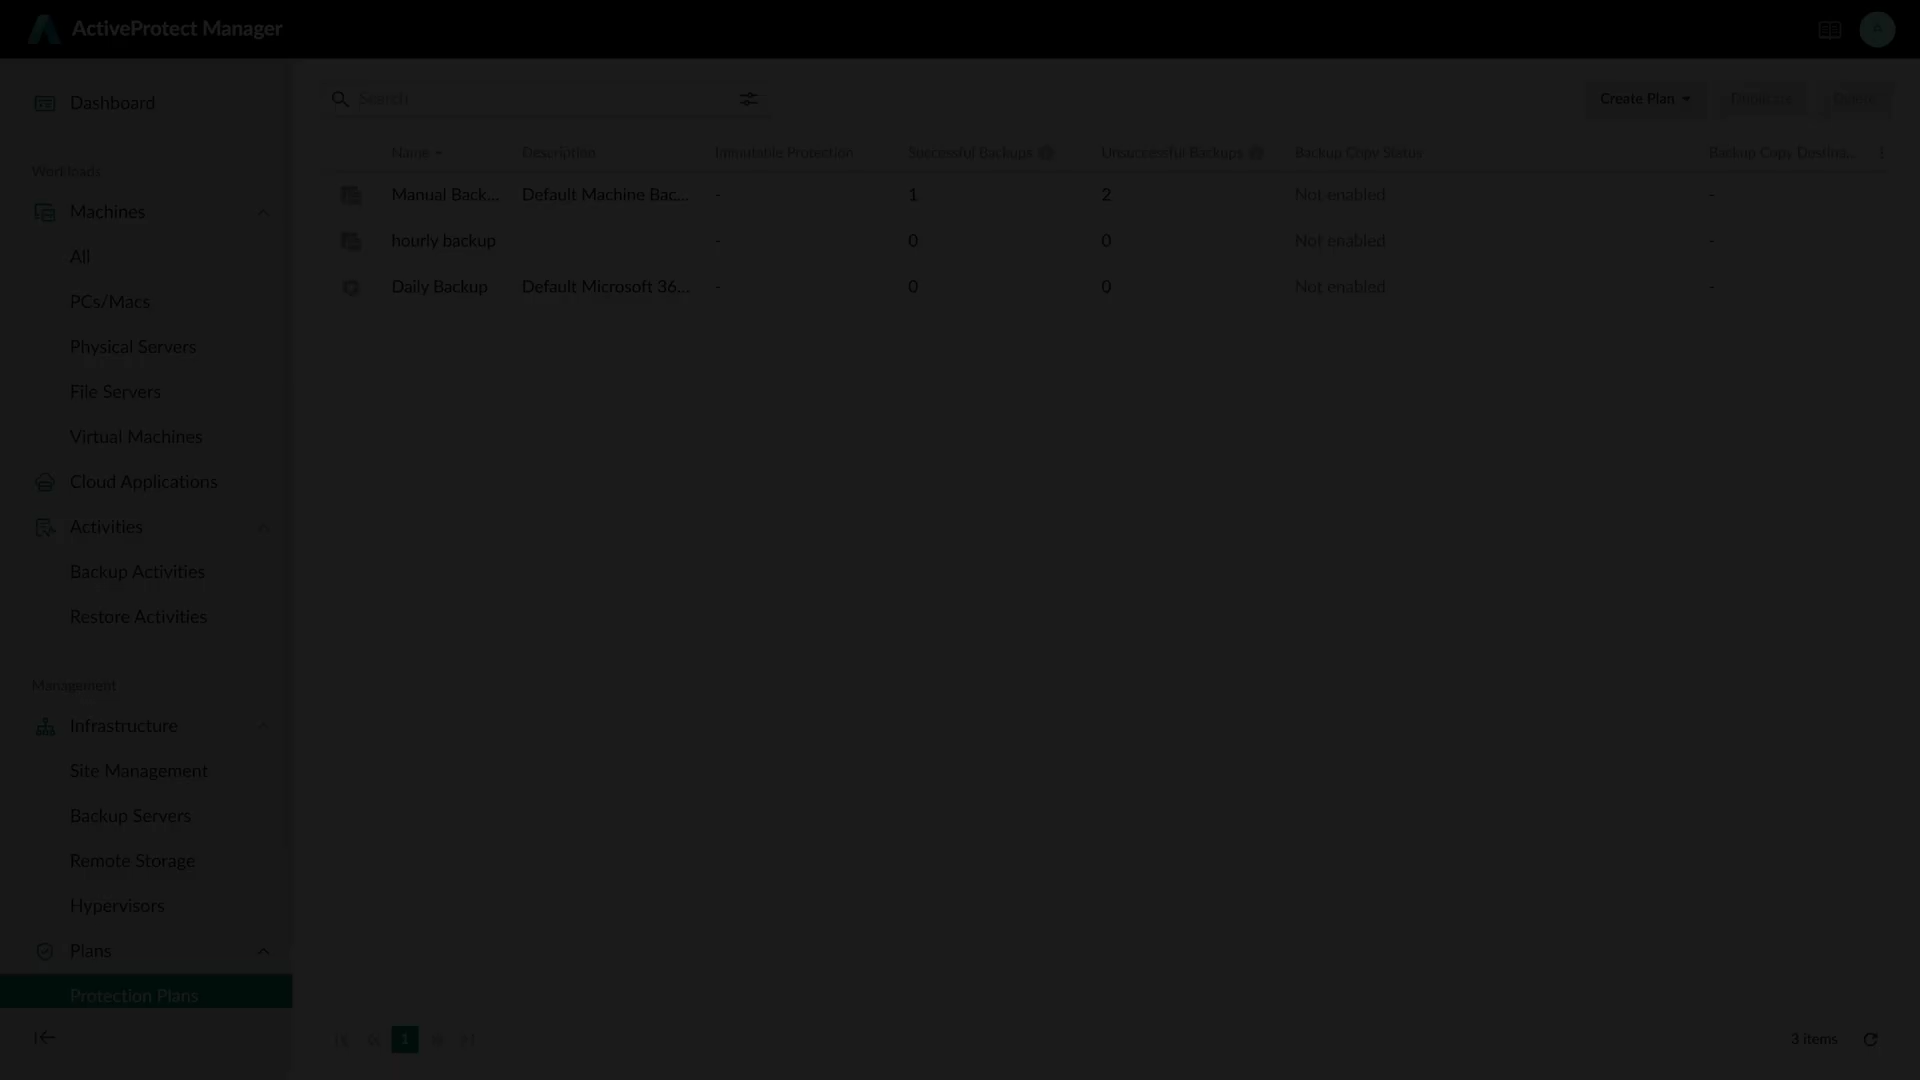 ActiveProtect Manager
Dashboard
Search
Create Plan
Duplicate
Delete
Workloads
Name
Description
Immutable Protection
Successful Backups
Unsuccessful Backups
Backup Copy Status
Backup Copy Destina...
Manual Back... Default Machine Bac... - 1 2 Not enabled -
Machines
hourly backup - 0 0 Not enabled -
All
Daily Backup Default Microsoft 36... - 0 0 Not enabled -
PCs/Macs
Physical Servers
File Servers
Virtual Machines
Cloud Applications
Activities
Backup Activities
Restore Activities
Management
Infrastructure
Site Management
Backup Servers
Remote Storage
Hypervisors
Plans
Protection Plans
1
3 items